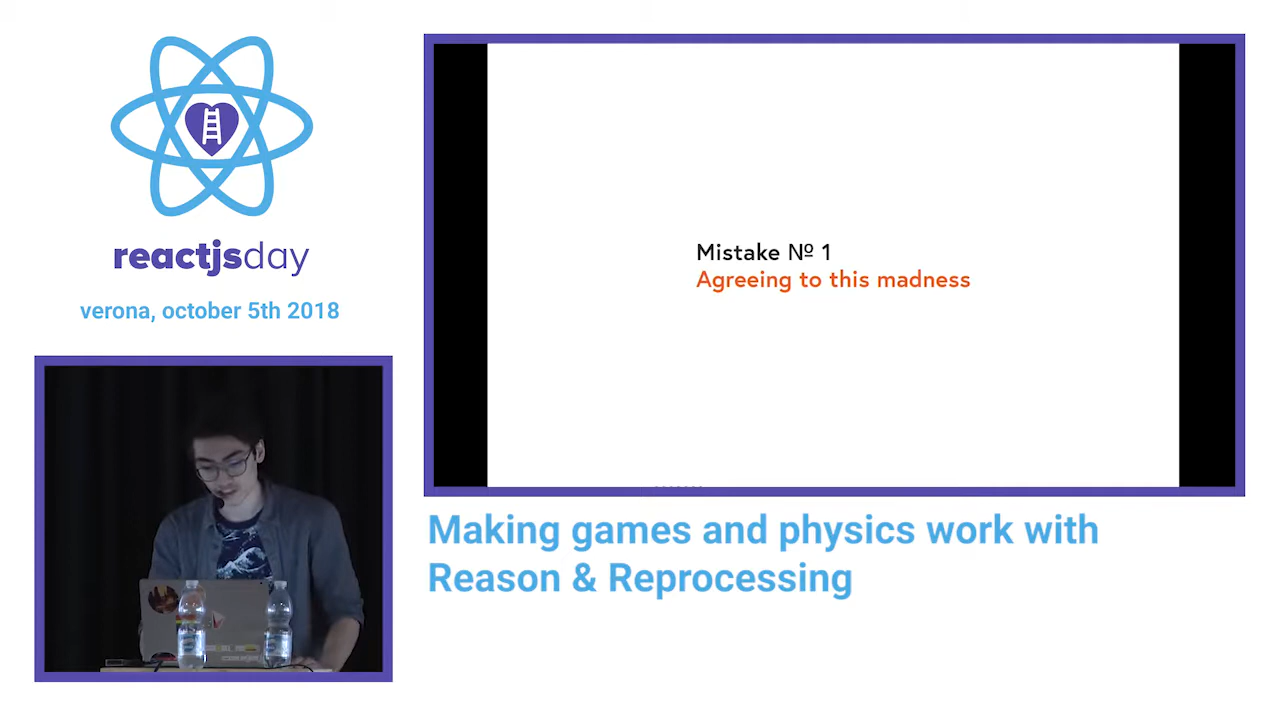 reactjsday
verona, october 5th 2018
Mistake № 1
Agreeing to this madness
Making games and physics work with
Reason & Reprocessing